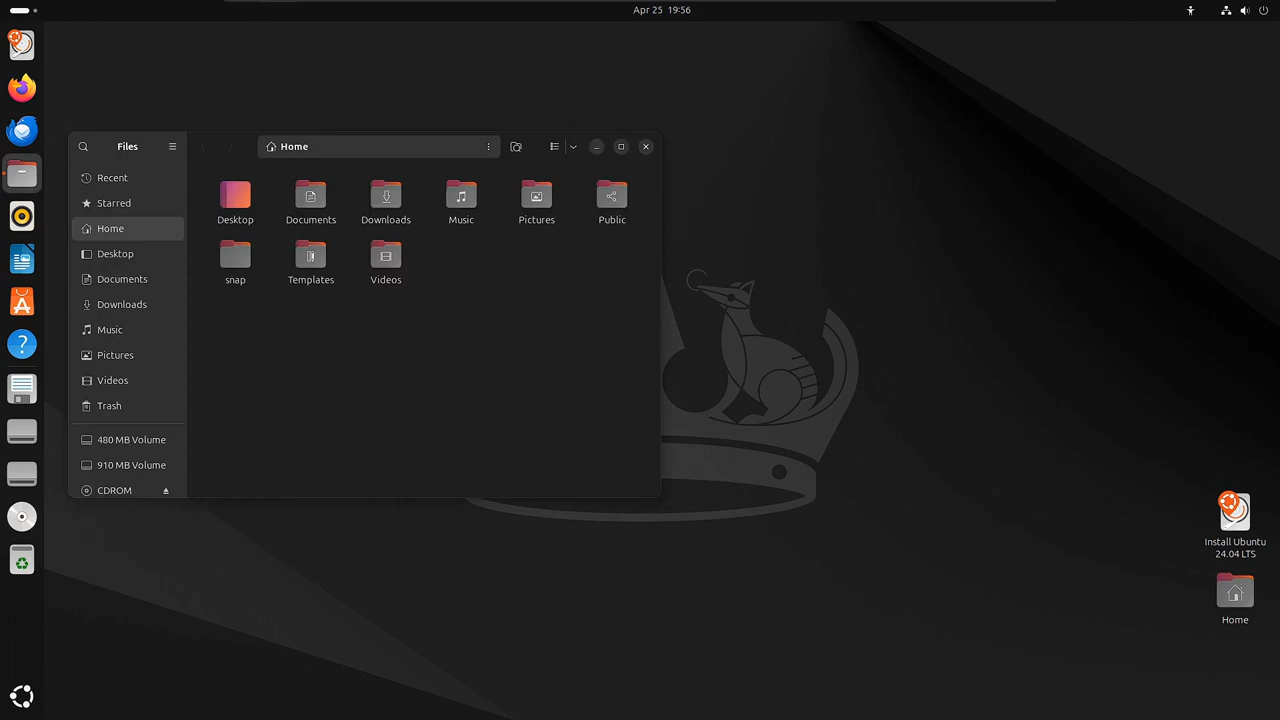 Apr 25 19:56
Files
Home
Recent
Starred
Home
Desktop
Documents
Downloads
Music
Pictures
Videos
Trash
480 MB Volume
910 MB Volume
CDROM
Desktop
Documents
Downloads
Music
Pictures
Public
snap
Templates
Videos
Install Ubuntu
24.04 LTS
Home